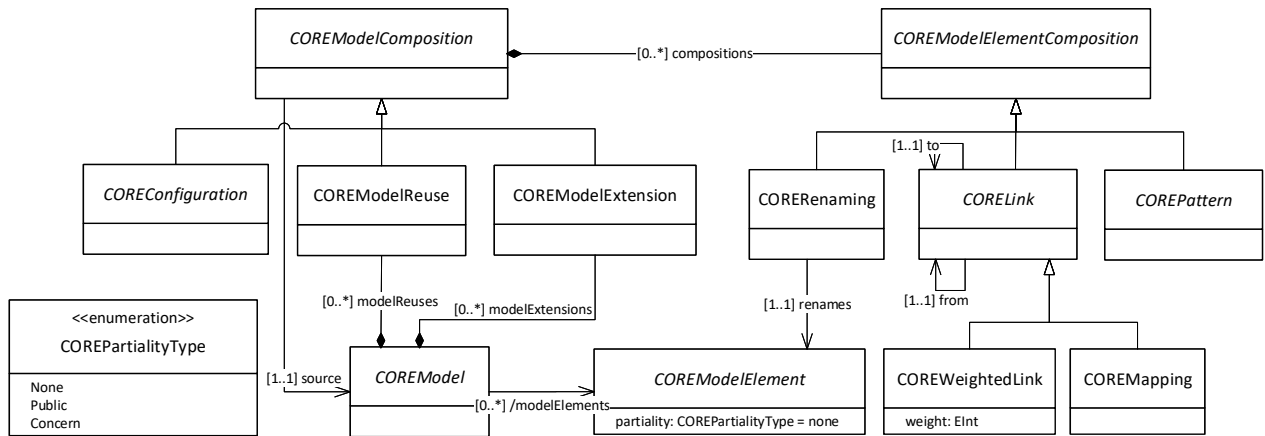 COREModelComposition
COREModelElementComposition
[0..*] compositions
[1..1] to
COREConfiguration
COREModelReuse
COREModelExtension
CORERenaming
CORELink
COREPattern
[0..*] modelReuses
[0..*] modelExtensions
[1..1] renames
[1..1] from
<<enumeration>>
COREPartialityType
None
Public
Concern
[1..1] source
COREModel
[0..*] /modelElements
COREModelElement
partiality: COREPartialityType = none
COREWeightedLink
weight: EInt
COREMapping